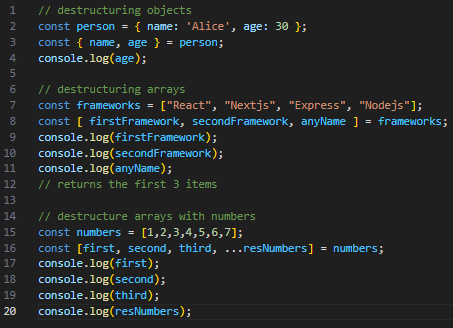 1 // destructuring objects
2 const person = { name: 'Alice', age: 30 };
3 const { name, age } = person;
4 console.log(age);
5
6 // destructuring arrays
7 const frameworks = ["React", "Nextjs", "Express", "Nodejs"];
8 const [ firstFramework, secondFramework, anyName ] = frameworks;
9 console.log(firstFramework);
10 console.log(secondFramework);
11 console.log(anyName);
12 // returns the first 3 items
13
14 // destructure arrays with numbers
15 const numbers = [1,2,3,4,5,6,7];
16 const [first, second, third, ...resNumbers] = numbers;
17 console.log(first);
18 console.log(second);
19 console.log(third);
20 console.log(resNumbers);